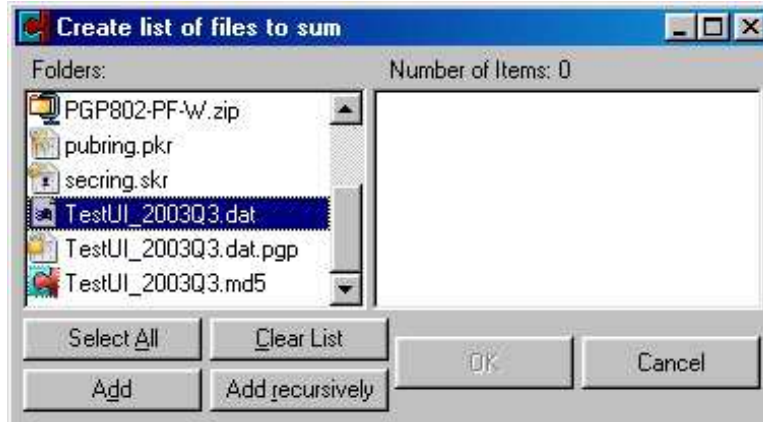 Create list of files to sum
Folders:
Number of Items: 0
PGP802-PF-W.zip
pubring.pkr
secring.skr
TestUI_2003Q3.dat
TestUI_2003Q3.dat.pgp
TestUI_2003Q3.md5
Select All
Clear List
OK
Cancel
Add
Add recursively